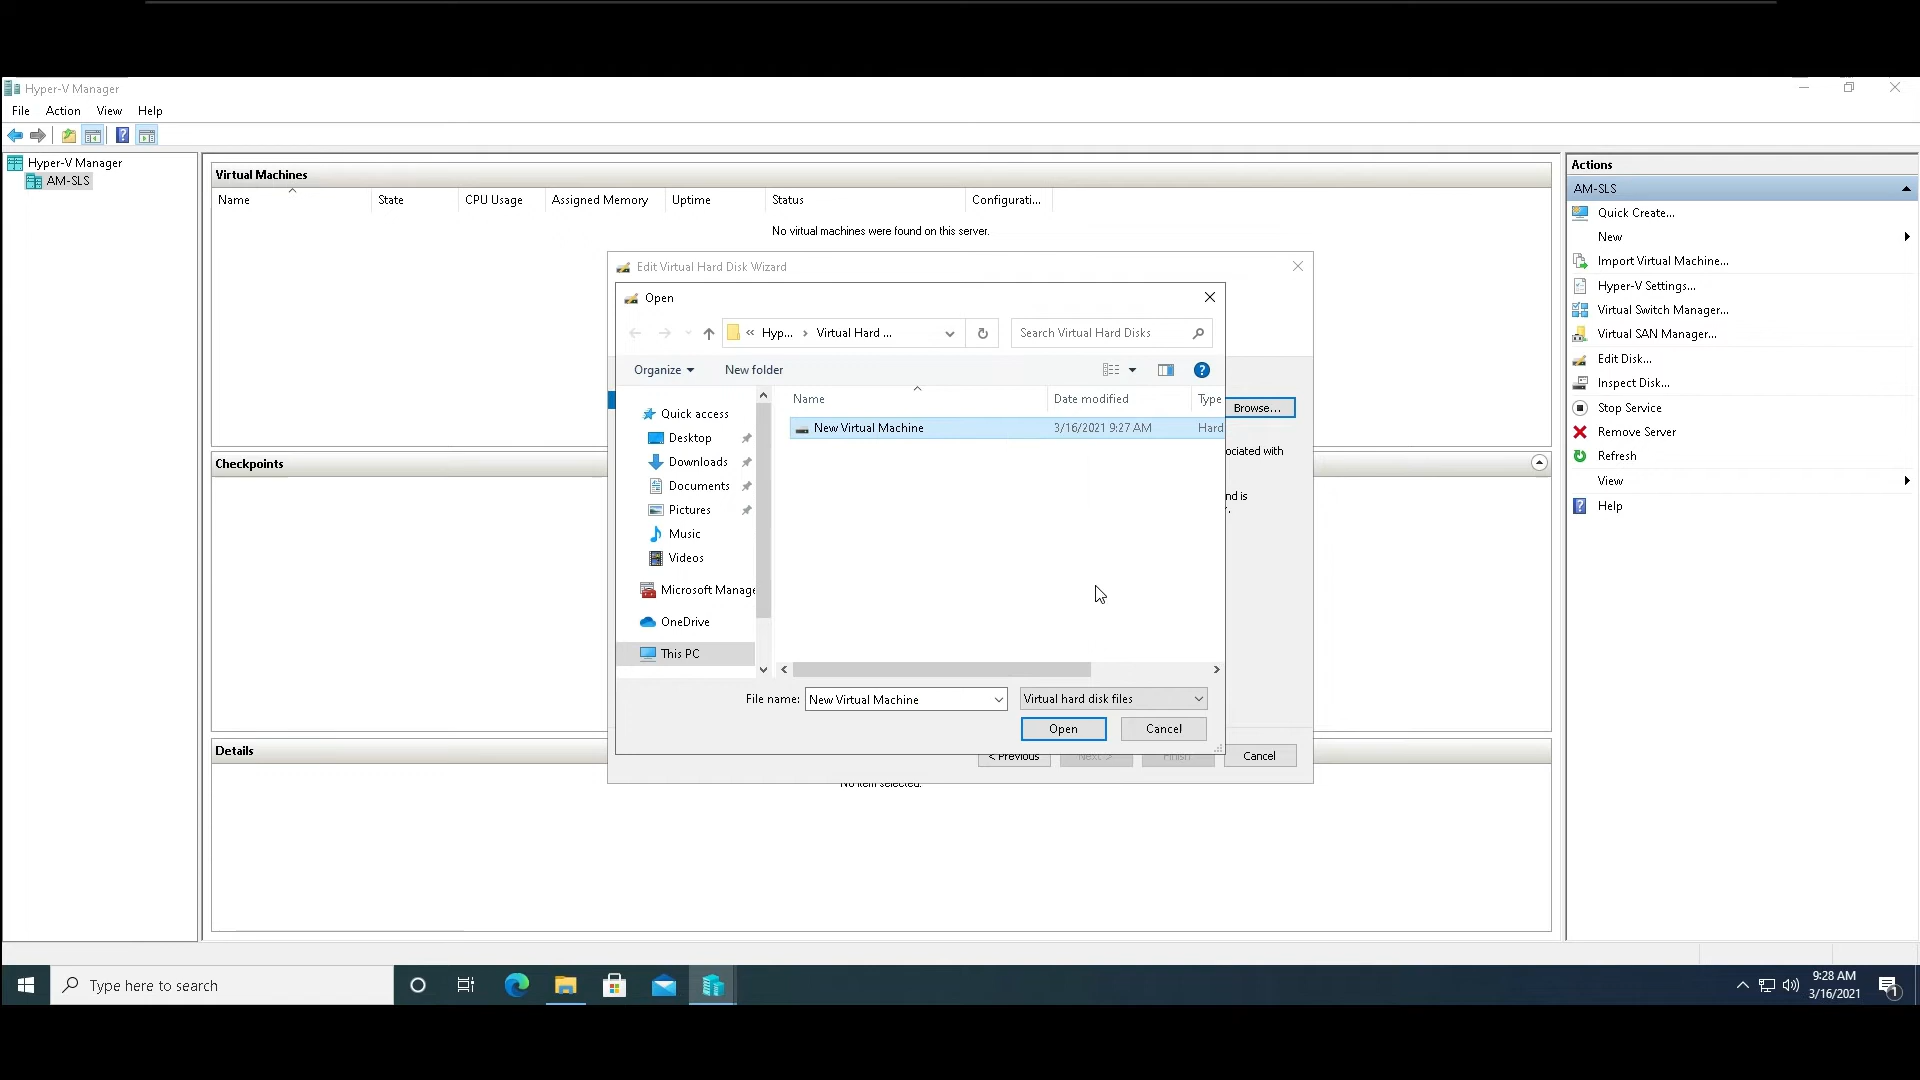 Hyper-V Manager
File Action View Help
Hyper-V Manager
AM-SLS
Virtual Machines
Name State CPU Usage Assigned Memory Uptime Status Configurati...
No virtual machines were found on this server.
Checkpoints
Details
No item selected.
Edit Virtual Hard Disk Wizard
Browse...
ociated with
nd is
< Previous Next > Finish Cancel
Open
« Hyp... › Virtual Hard ...
Search Virtual Hard Disks
Organize New folder
Quick access
Desktop
Downloads
Documents
Pictures
Music
Videos
Microsoft Manage
OneDrive
This PC
Name Date modified Type
New Virtual Machine 3/16/2021 9:27 AM Hard
File name: New Virtual Machine Virtual hard disk files
Open Cancel
Actions
AM-SLS
Quick Create...
New
Import Virtual Machine...
Hyper-V Settings...
Virtual Switch Manager...
Virtual SAN Manager...
Edit Disk...
Inspect Disk...
Stop Service
Remove Server
Refresh
View
Help
Type here to search
9:28 AM
3/16/2021
1